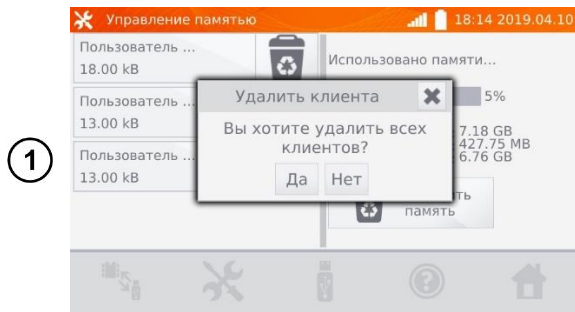 Управление памятью
18:14 2019.04.10
Пользователь ...
18.00 kB
Пользователь ...
13.00 kB
Пользователь ...
13.00 kB
Использовано памяти...
5%
7.18 GB
427.75 MB
6.76 GB
ть
память
Удалить клиента
Вы хотите удалить всех
клиентов?
Да Нет
1